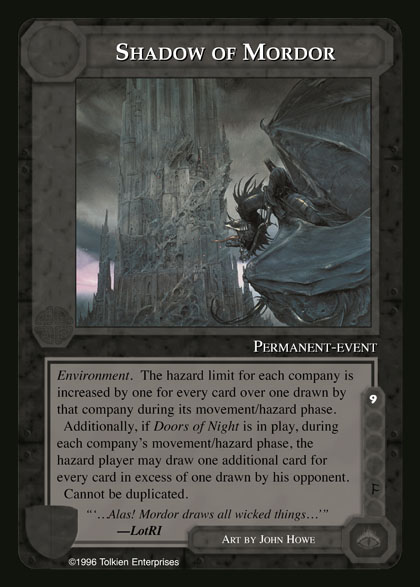 SHADOW OF MORDOR
PERMANENT-EVENT
Environment. The hazard limit for each company is
increased by one for every card over one drawn by
that company during its movement/hazard phase.
Additionally, if Doors of Night is in play, during
each company's movement/hazard phase, the
hazard player may draw one additional card for
every card in excess of one drawn by his opponent.
Cannot be duplicated.
9
"'...Alas! Mordor draws all wicked things...'"
—LotRI
ART BY JOHN HOWE
©1996 Tolkien Enterprises